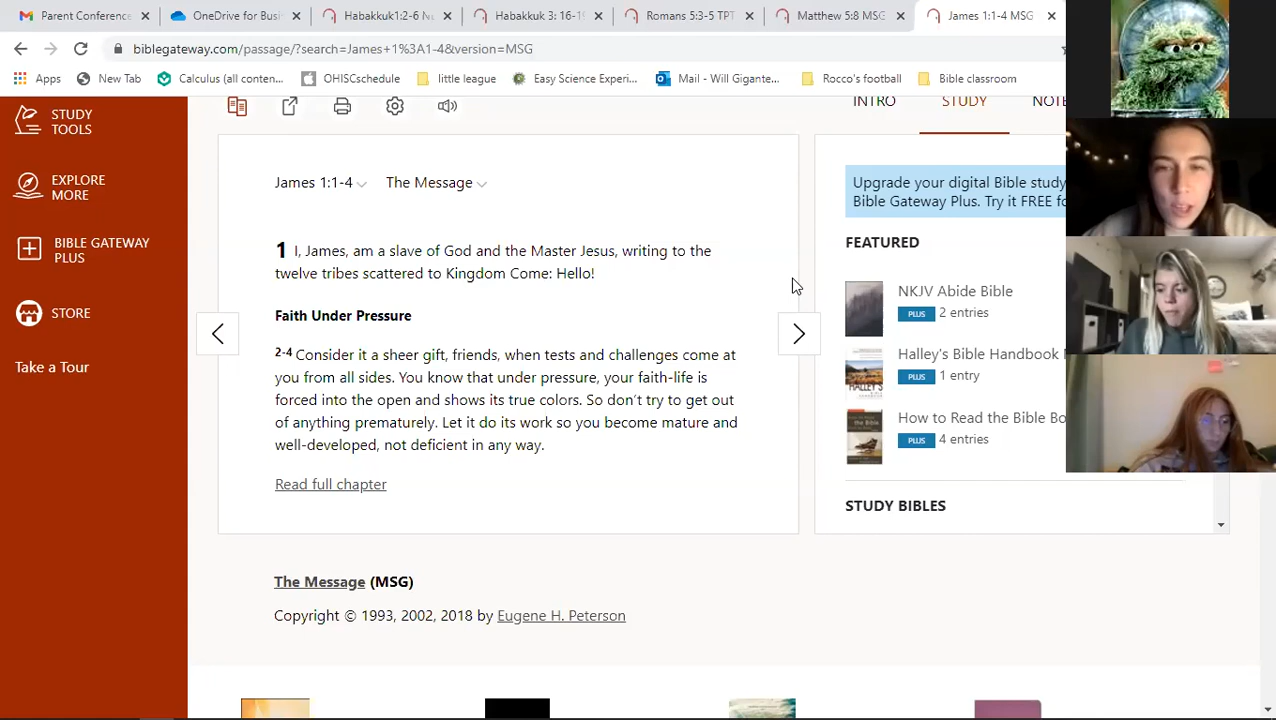 Parent Conference
OneDrive for Busi
Habakkuk1:2-6 N
Habakkuk 3: 16-19
Romans 5:3-5 TPT
Matthew 5:8 MSG
James 1:1-4 MSG
biblegateway.com/passage/?search=James+1%3A1-4&version=MSG
Apps
New Tab
Calculus (all conten...
OHISCschedule
little league
Easy Science Experi...
Mail - Will Gigante...
Rocco's football
Bible classroom
STUDY
TOOLS
EXPLORE
MORE
BIBLE GATEWAY
PLUS
STORE
Take a Tour
INTRO
STUDY
NOTE
James 1:1-4
The Message
1 I, James, am a slave of God and the Master Jesus, writing to the
twelve tribes scattered to Kingdom Come: Hello!
Faith Under Pressure
2-4 Consider it a sheer gift, friends, when tests and challenges come at
you from all sides. You know that under pressure, your faith-life is
forced into the open and shows its true colors. So don't try to get out
of anything prematurely. Let it do its work so you become mature and
well-developed, not deficient in any way.
Read full chapter
The Message (MSG)
Copyright © 1993, 2002, 2018 by Eugene H. Peterson
Upgrade your digital Bible study
Bible Gateway Plus. Try it FREE fo
FEATURED
NKJV Abide Bible
PLUS 2 entries
Halley's Bible Handbook
PLUS 1 entry
How to Read the Bible Bo
PLUS 4 entries
STUDY BIBLES